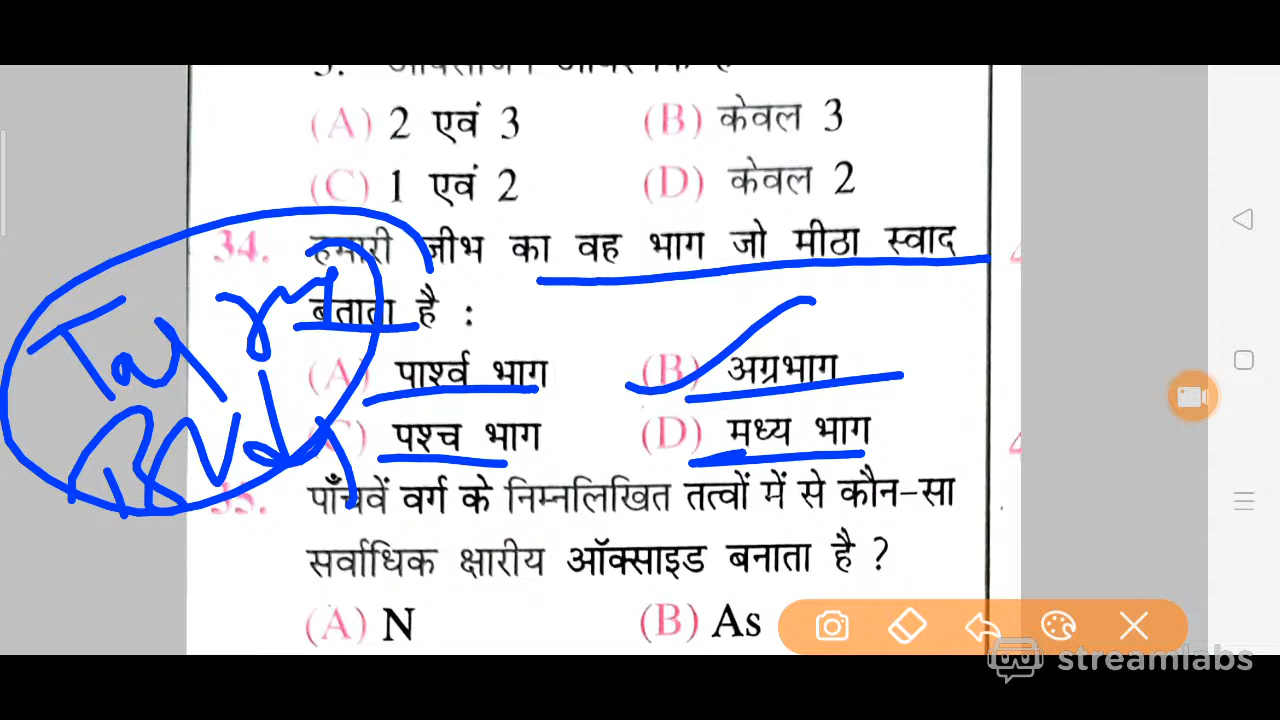 (A) 2 एवं 3 (B) केवल 3
(C) 1 एवं 2 (D) केवल 2
34. हमारी जीभ का वह भाग जो मीठा स्वाद
बताता है :
(A) पार्श्व भाग (B) अग्रभाग
(C) पश्च भाग (D) मध्य भाग
35. पाँचवें वर्ग के निम्नलिखित तत्वों में से कौन-सा
सर्वाधिक क्षारीय ऑक्साइड बनाता है ?
(A) N (B) As
streamlabs